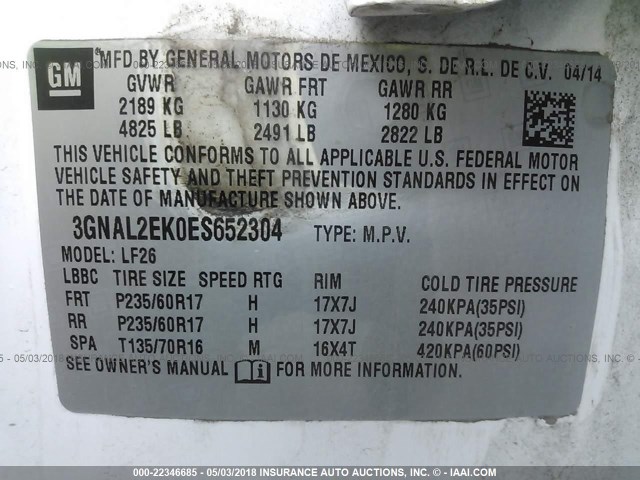 GM
MFD BY GENERAL MOTORS DE MEXICO, S. DE R.L. DE C.V. 04/14
GVWR GAWR FRT GAWR RR
2189 KG 1130 KG 1280 KG
4825 LB 2491 LB 2822 LB
THIS VEHICLE CONFORMS TO ALL APPLICABLE U.S. FEDERAL MOTOR
VEHICLE SAFETY AND THEFT PREVENTION STANDARDS IN EFFECT ON
THE DATE OF MANUFACTURE SHOWN ABOVE.
3GNAL2EK0ES652304 TYPE: M.P.V.
MODEL: LF26
LBBC TIRE SIZE SPEED RTG RIM COLD TIRE PRESSURE
FRT P235/60R17 H 17X7J 240KPA(35PSI)
RR P235/60R17 H 17X7J 240KPA(35PSI)
SPA T135/70R16 M 16X4T 420KPA(60PSI)
SEE OWNER'S MANUAL FOR MORE INFORMATION.
000-22346685 - 05/03/2018 INSURANCE AUTO AUCTIONS, INC. - © - IAAI.COM